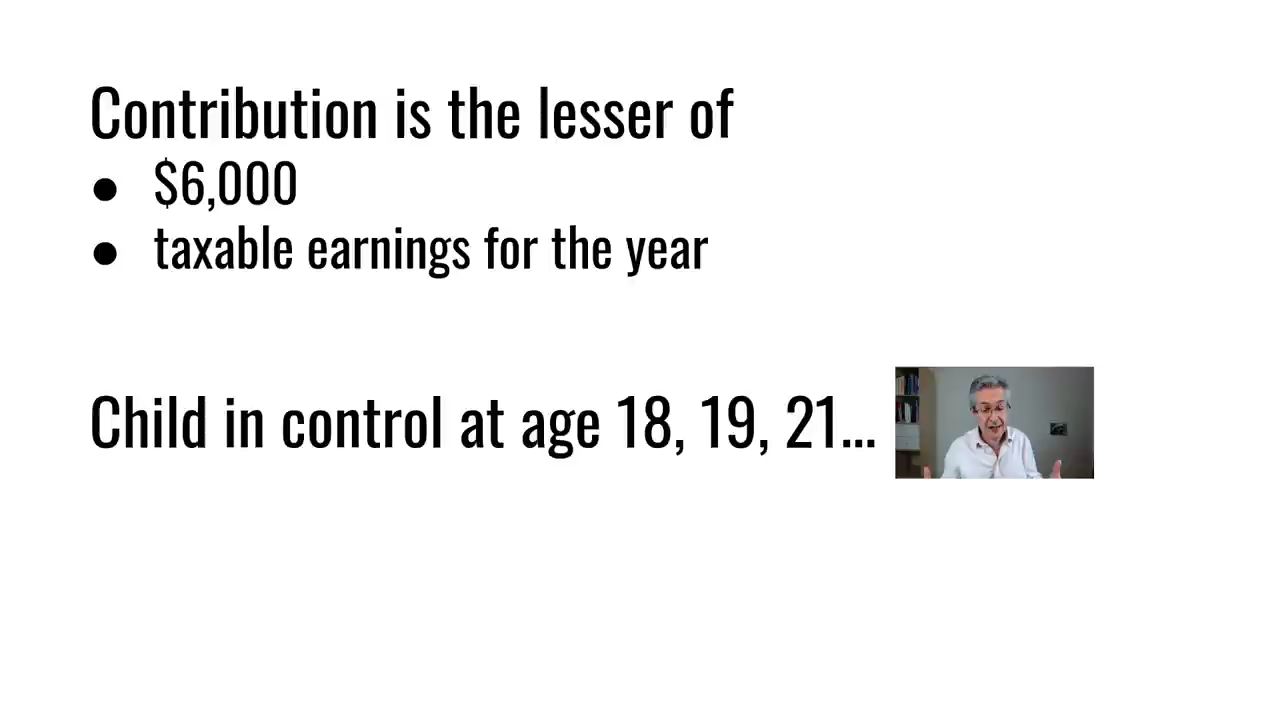 Contribution is the lesser of
● $6,000
● taxable earnings for the year
Child in control at age 18, 19, 21...